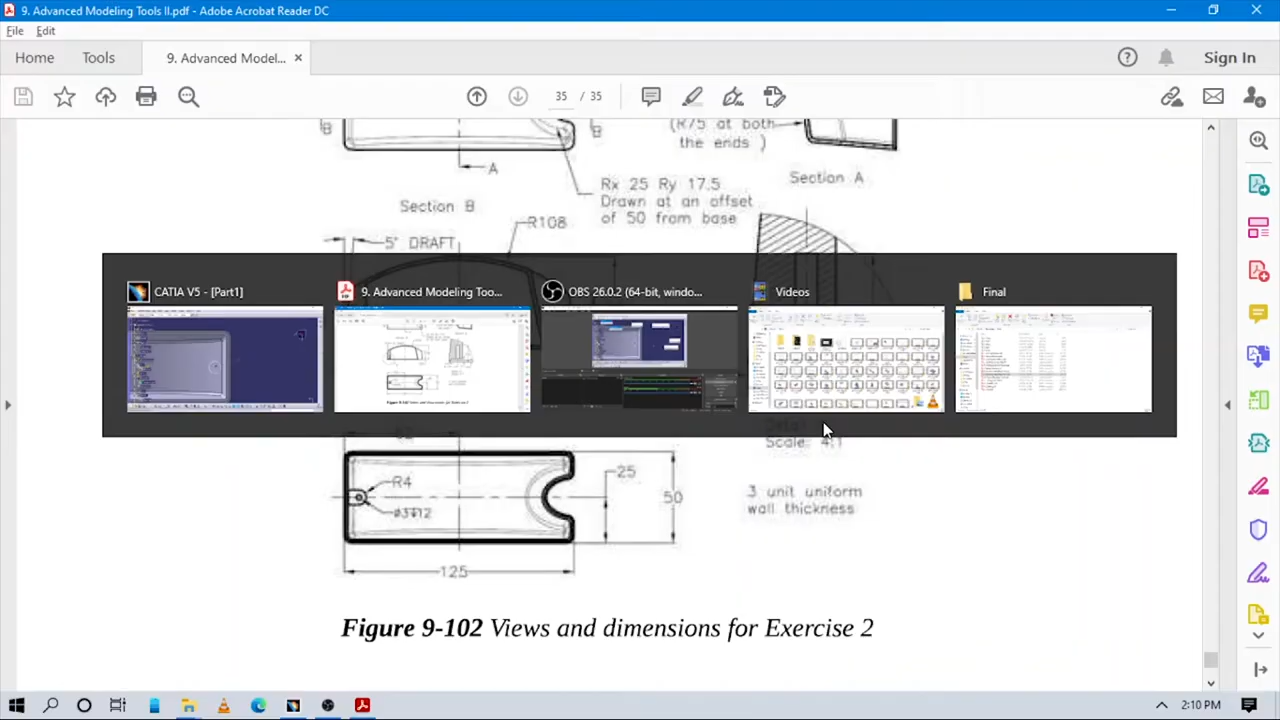 9. Advanced Modeling Tools II.pdf - Adobe Acrobat Reader DC
File Edit
Home Tools 9. Advanced Model... × Sign In
35 / 35
B B (R75 at both
the ends )
A
Section A
Rx 25 Ry 17.5
Drawn at an offset
of 50 from base
Section B
R108
5° DRAFT
CATIA V5 - [Part1] 9. Advanced Modeling Too... OBS 26.0.2 (64-bit, windo... Videos Final
Scale: 4:1
R4
25
50
3 unit uniform
wall thickness
125
Figure 9-102 Views and dimensions for Exercise 2
2:10 PM